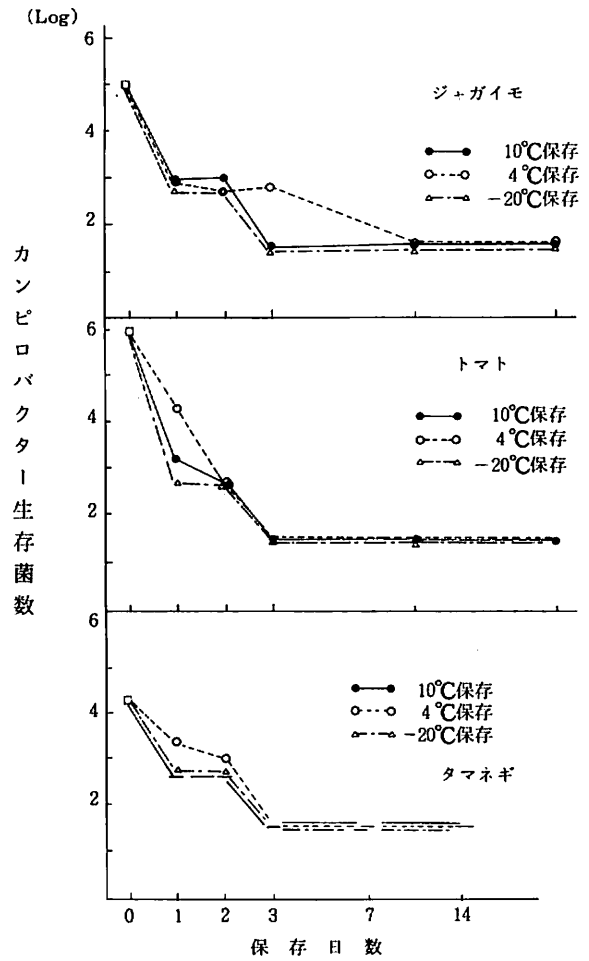 (Log)
6
4
2
ジャガイモ
10℃保存
4℃保存
-20℃保存
カンピロバクター生存菌数
6
4
2
トマト
10℃保存
4℃保存
-20℃保存
6
4
2
10℃保存
4℃保存
-20℃保存
タマネギ
0 1 2 3 7 14
保存日数